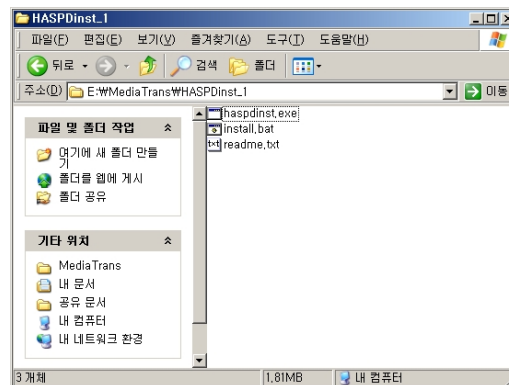 HASPDinst_1
파일(F) 편집(E) 보기(V) 즐겨찾기(A) 도구(T) 도움말(H)
뒤로 검색 폴더
주소(D) E:₩MediaTrans₩HASPDinst_1 이동
파일 및 폴더 작업
여기에 새 폴더 만들
기
폴더를 웹에 게시
폴더 공유
기타 위치
MediaTrans
내 문서
공유 문서
내 컴퓨터
내 네트워크 환경
haspdinst.exe
install.bat
readme.txt
3 개체 1.81MB 내 컴퓨터